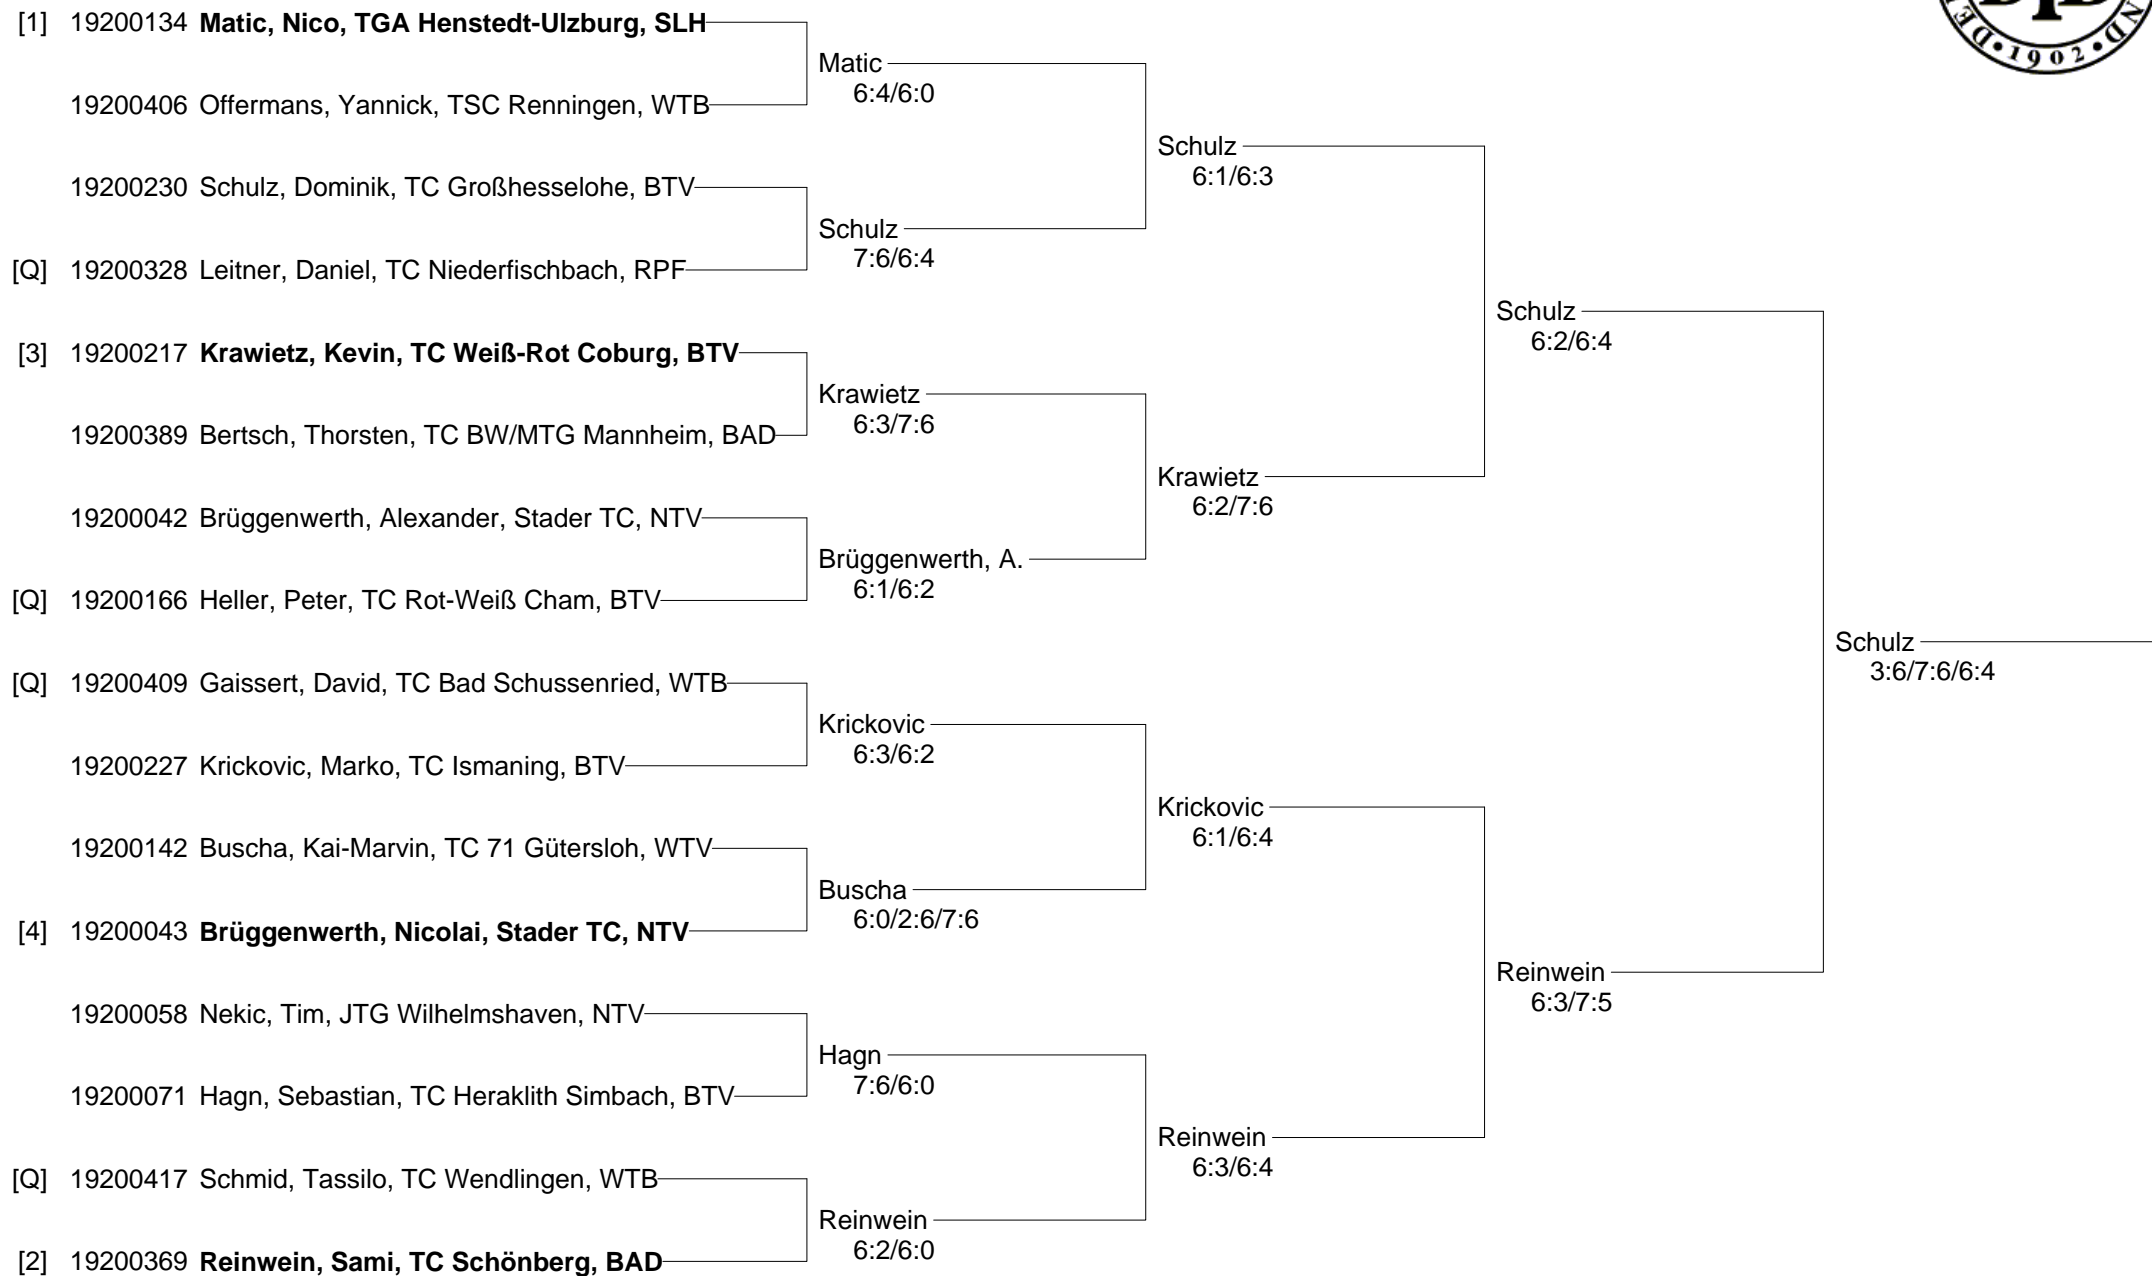 [1] 19200134 Matic, Nico, TGA Henstedt-Ulzburg, SLH
19200406 Offermans, Yannick, TSC Renningen, WTB
19200230 Schulz, Dominik, TC Großhesselohe, BTV
[Q] 19200328 Leitner, Daniel, TC Niederfischbach, RPF
[3] 19200217 Krawietz, Kevin, TC Weiß-Rot Coburg, BTV
19200389 Bertsch, Thorsten, TC BW/MTG Mannheim, BAD
19200042 Brüggenwerth, Alexander, Stader TC, NTV
[Q] 19200166 Heller, Peter, TC Rot-Weiß Cham, BTV
[Q] 19200409 Gaissert, David, TC Bad Schussenried, WTB
19200227 Krickovic, Marko, TC Ismaning, BTV
19200142 Buscha, Kai-Marvin, TC 71 Gütersloh, WTV
[4] 19200043 Brüggenwerth, Nicolai, Stader TC, NTV
19200058 Nekic, Tim, JTG Wilhelmshaven, NTV
19200071 Hagn, Sebastian, TC Heraklith Simbach, BTV
[Q] 19200417 Schmid, Tassilo, TC Wendlingen, WTB
[2] 19200369 Reinwein, Sami, TC Schönberg, BAD
Matic
6:4/6:0
Schulz
7:6/6:4
Krawietz
6:3/7:6
Brüggenwerth, A.
6:1/6:2
Krickovic
6:3/6:2
Buscha
6:0/2:6/7:6
Hagn
7:6/6:0
Reinwein
6:2/6:0
Schulz
6:1/6:3
Krawietz
6:2/7:6
Krickovic
6:1/6:4
Reinwein
6:3/6:4
Schulz
6:2/6:4
Reinwein
6:3/7:5
Schulz
3:6/7:6/6:4
1902